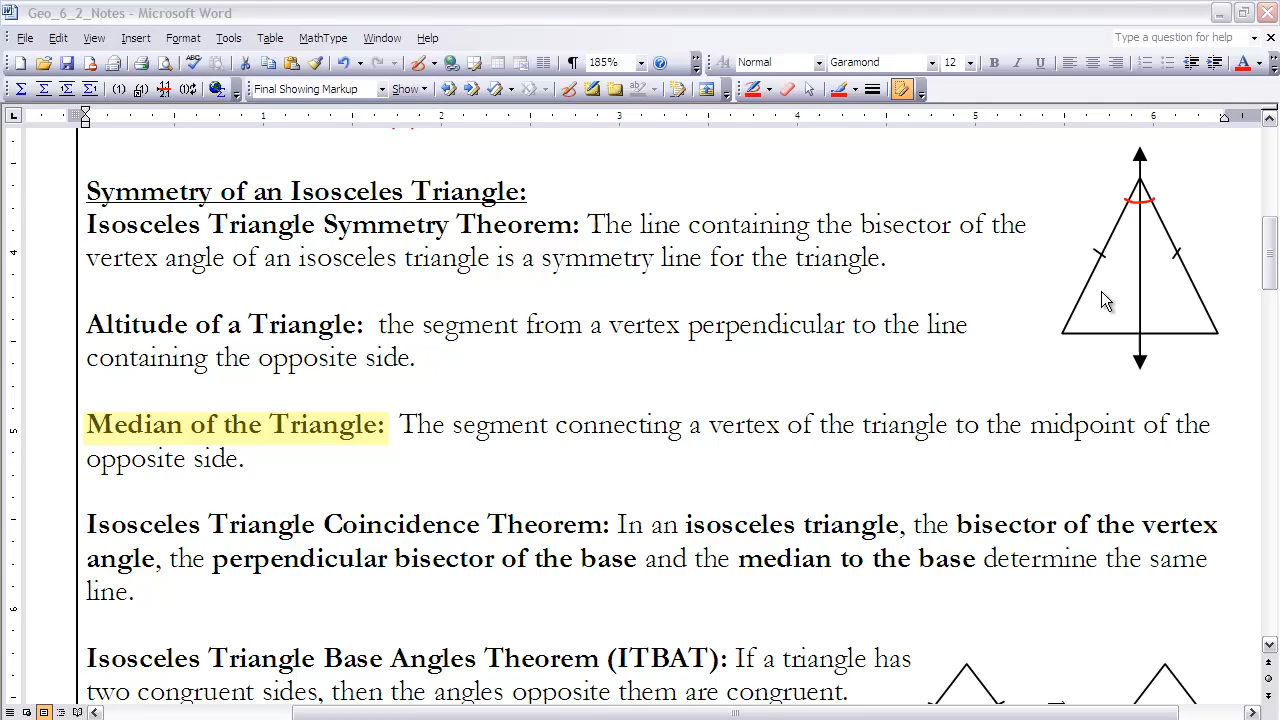 Geo_6_2_Notes - Microsoft Word
File Edit View Insert Format Tools Table MathType Window Help Type a question for help
185% Normal Garamond 12 B I U A
Final Showing Markup Show
1 2 3 4 5 6
Symmetry of an Isosceles Triangle:
Isosceles Triangle Symmetry Theorem: The line containing the bisector of the
vertex angle of an isosceles triangle is a symmetry line for the triangle.
Altitude of a Triangle: the segment from a vertex perpendicular to the line
containing the opposite side.
Median of the Triangle: The segment connecting a vertex of the triangle to the midpoint of the
opposite side.
Isosceles Triangle Coincidence Theorem: In an isosceles triangle, the bisector of the vertex
angle, the perpendicular bisector of the base and the median to the base determine the same
line.
Isosceles Triangle Base Angles Theorem (ITBAT): If a triangle has
two congruent sides, then the angles opposite them are congruent.